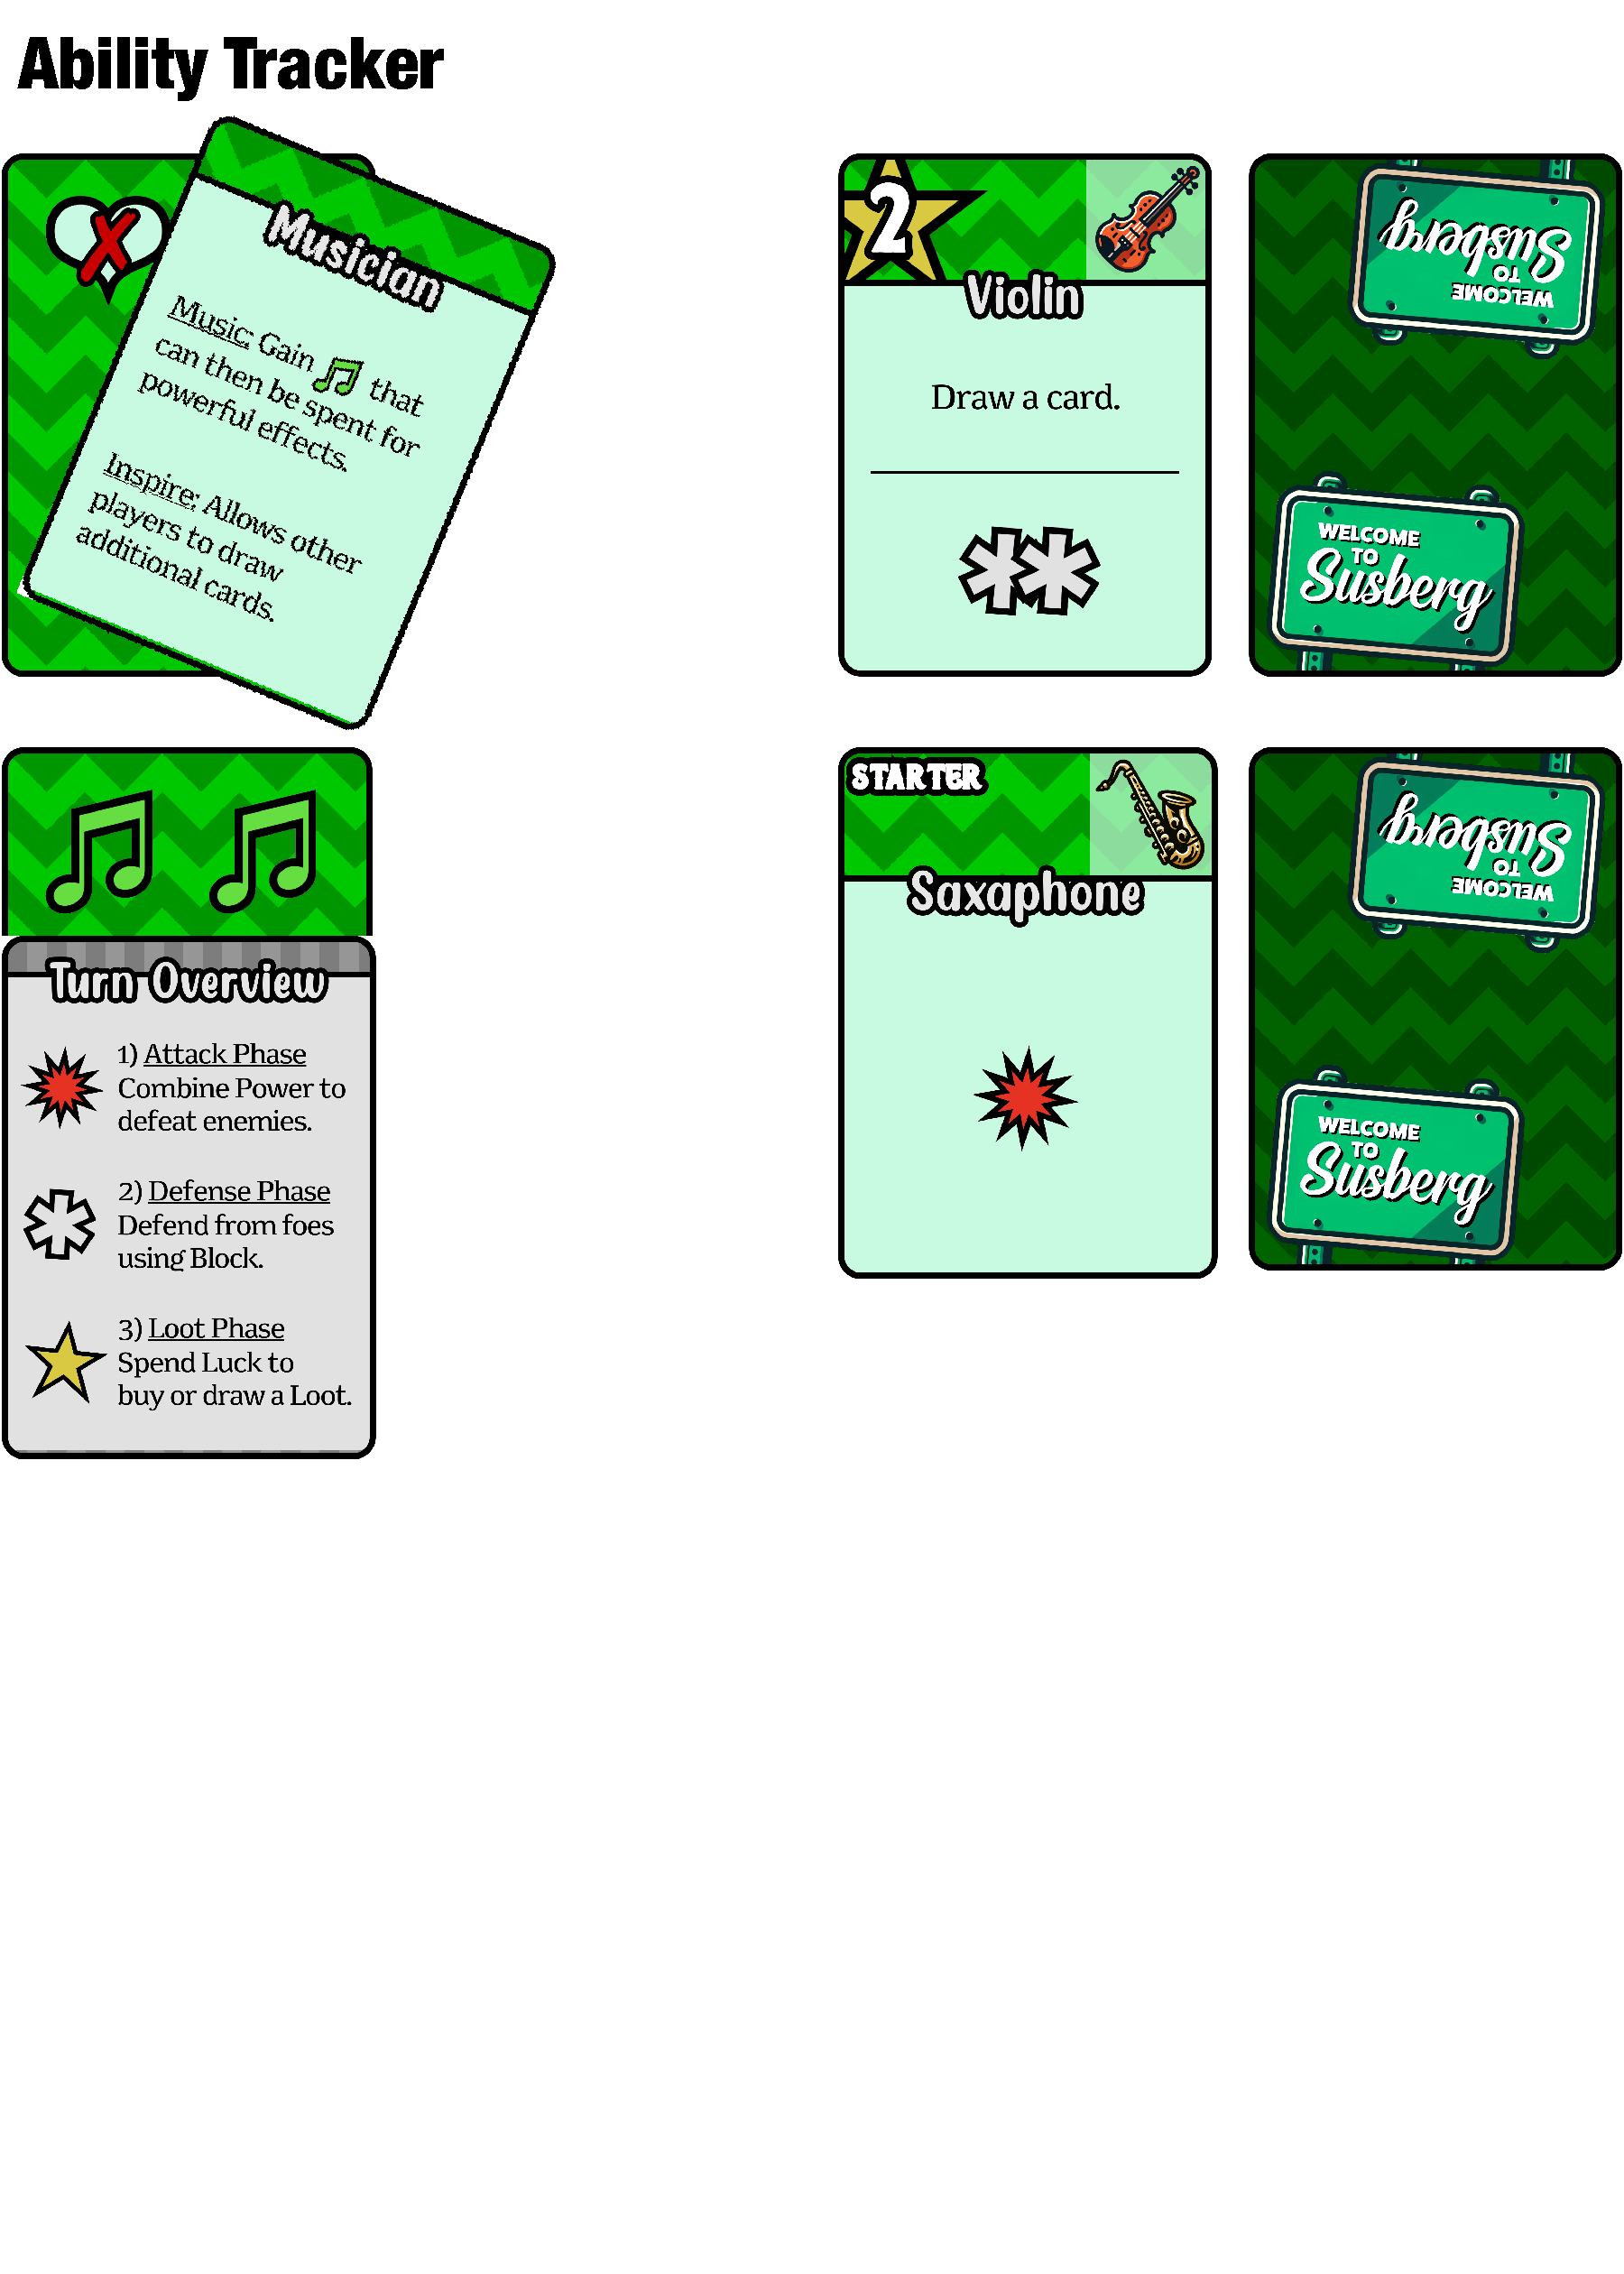 Ability Tracker
Musician
Music: Gain that
can then be spent for
powerful effects.
Inspire: Allows other
players to draw
additional cards.
2
Violin
Draw a card.
WELCOME
TO
Susberg
WELCOME
TO
Susberg
Turn Overview
1) Attack Phase
Combine Power to
defeat enemies.
2) Defense Phase
Defend from foes
using Block.
3) Loot Phase
Spend Luck to
buy or draw a Loot.
STARTER
Saxaphone
WELCOME
TO
Susberg
WELCOME
TO
Susberg